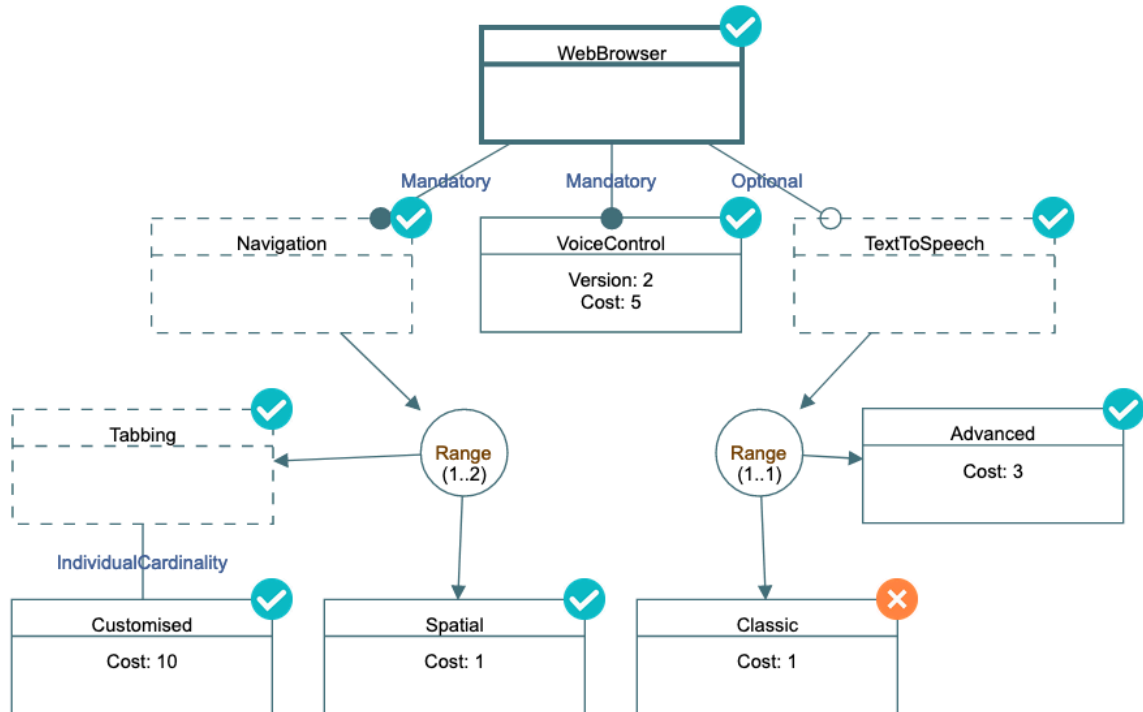 WebBrowser
Mandatory
Mandatory
Optional
Navigation
VoiceControl
Version: 2
Cost: 5
TextToSpeech
Tabbing
Range
(1..2)
Range
(1..1)
Advanced
Cost: 3
IndividualCardinality
Customised
Cost: 10
Spatial
Cost: 1
Classic
Cost: 1